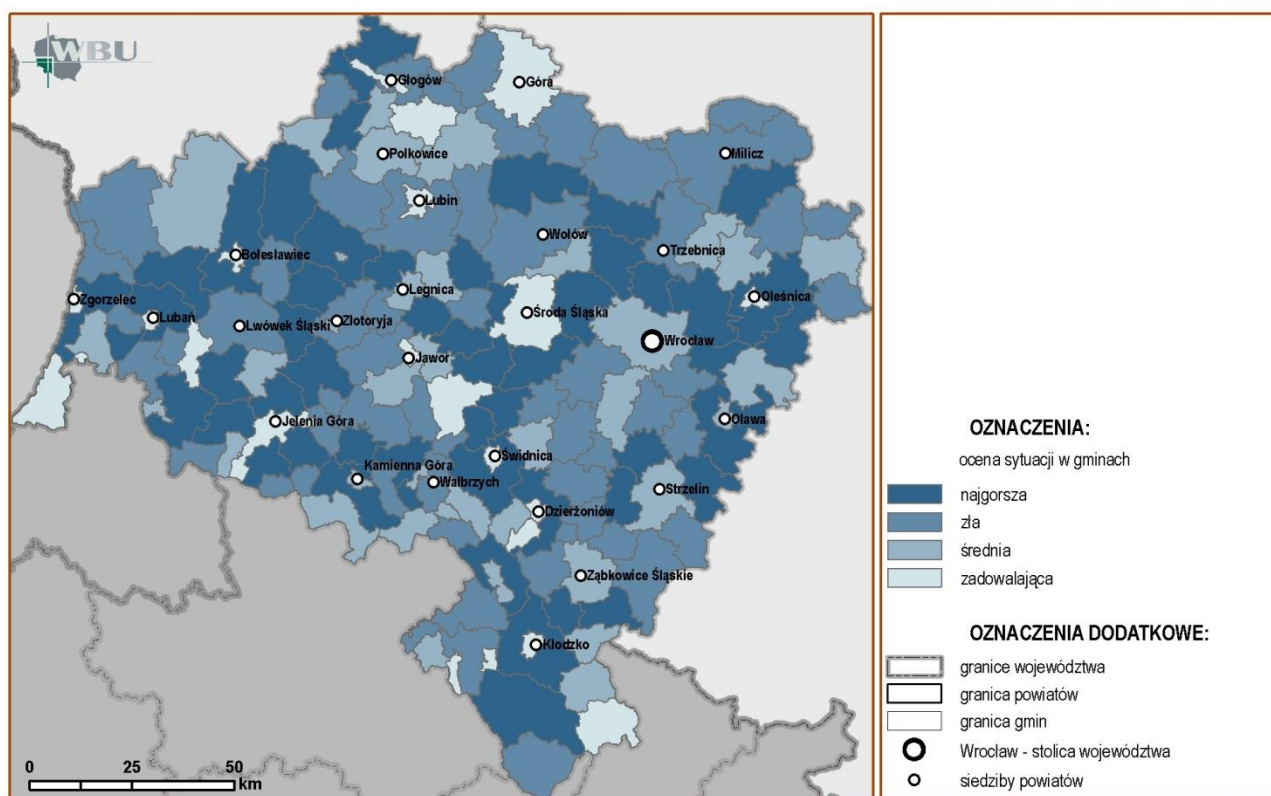 WBU
Głogów
Góra
Polkowice
Milicz
Lubin
Wołów
Trzebnica
Bolesławiec
Legnica
Oleśnica
Zgorzelec
Lubań
Lwówek Śląski
Złotoryja
Środa Śląska
Wrocław
Jawor
Jelenia Góra
Oława
Kamienna Góra
Świdnica
Wałbrzych
Strzelin
Dzierżoniów
Ząbkowice Śląskie
Kłodzko
0 25 50
km
OZNACZENIA:
ocena sytuacji w gminach
najgorsza
zła
średnia
zadowalająca
OZNACZENIA DODATKOWE:
granice województwa
granica powiatów
granica gmin
Wrocław - stolica województwa
siedziby powiatów